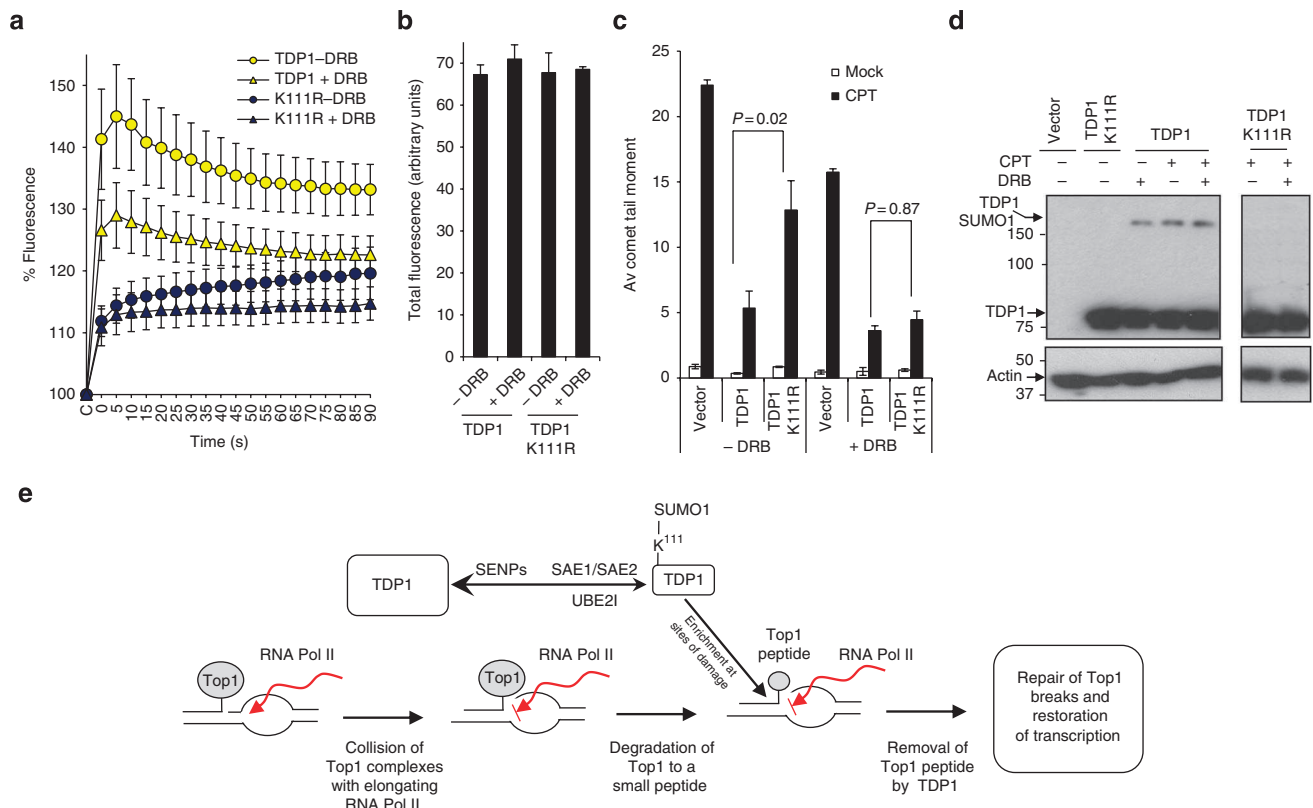 a
% Fluorescence
150
140
130
120
110
100
C 0 5 10 15 20 25 30 35 40 45 50 55 60 65 70 75 80 85 90
Time (s)
TDP1–DRB
TDP1 + DRB
K111R–DRB
K111R + DRB
b
Total fluorescence (arbitrary units)
70
60
50
40
30
20
10
0
– DRB
+ DRB
– DRB
+ DRB
TDP1
TDP1
K111R
c
Av comet tail moment
25
20
15
10
5
0
Mock
CPT
P = 0.02
P = 0.87
Vector
TDP1
TDP1
K111R
Vector
TDP1
TDP1
K111R
– DRB
+ DRB
d
Vector
TDP1
K111R
TDP1
TDP1
K111R
CPT – – – + + + +
DRB – – + – + – +
TDP1
SUMO1
150
100
TDP1
75
50
Actin
37
e
SUMO1
K111
TDP1
SENPs
SAE1/SAE2
UBE2I
TDP1
Enrichment at
sites of damage
Top1
peptide
RNA Pol II
Top1
RNA Pol II
Top1
RNA Pol II
Collision of
Top1 complexes
with elongating
RNA Pol II
Degradation of
Top1 to a
small peptide
Removal of
Top1 peptide
by TDP1
Repair of Top1
breaks and
restoration
of transcription